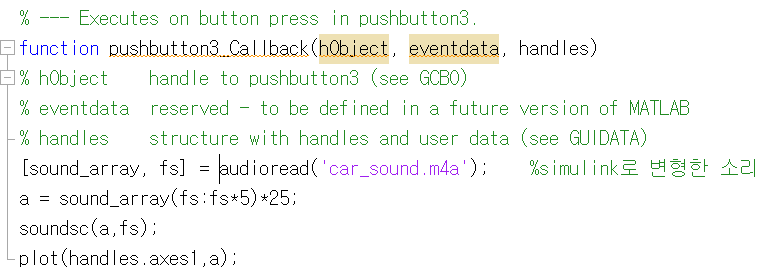 % --- Executes on button press in pushbutton3.
function pushbutton3_Callback(hObject, eventdata, handles)
% hObject    handle to pushbutton3 (see GCBO)
% eventdata  reserved - to be defined in a future version of MATLAB
% handles    structure with handles and user data (see GUIDATA)
[sound_array, fs] = audioread('car_sound.m4a');   %simulink로 변형한 소리
a = sound_array(fs:fs*5)*25;
soundsc(a,fs);
plot(handles.axes1,a);